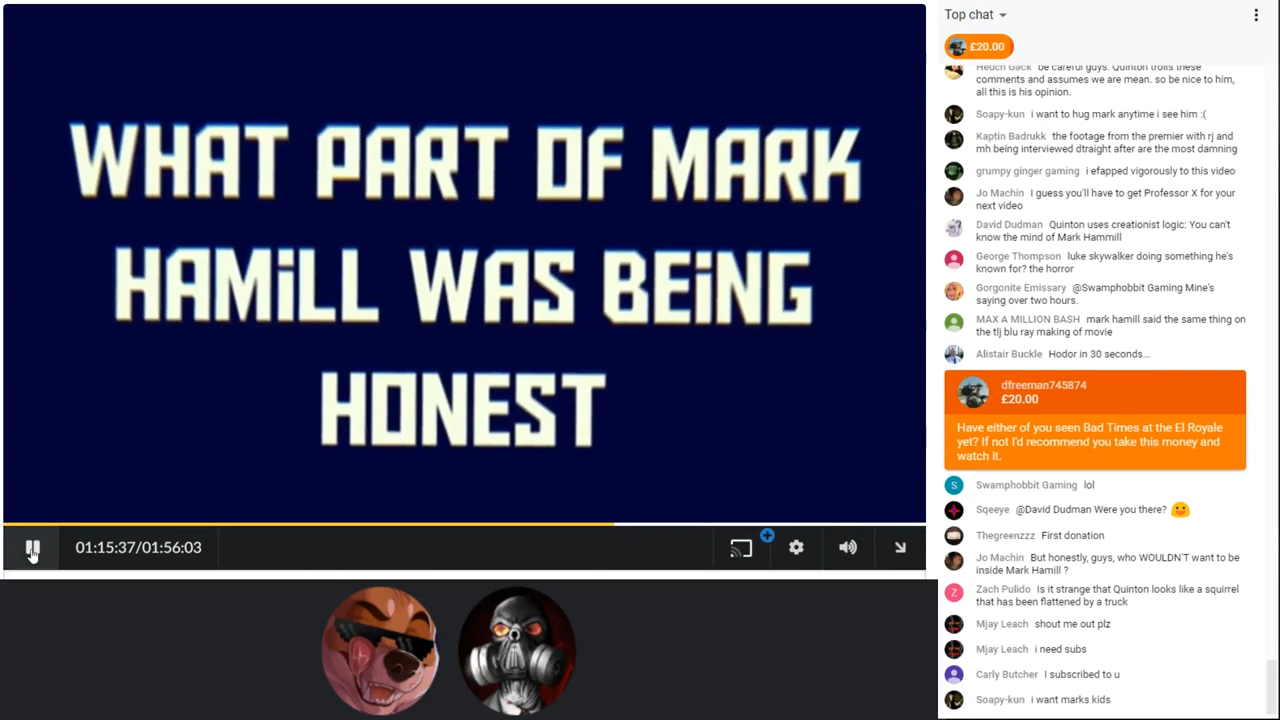 WHAT PART OF MARK
HAMiLL WAS BEiNG
HONEST
01:15:37/01:56:03
Top chat
£20.00
Heuch Gack be careful guys. Quinton trolls these
comments and assumes we are mean. so be nice to him,
all this is his opinion.
Soapy-kun i want to hug mark anytime i see him :(
Kaptin Badrukk the footage from the premier with rj and
mh being interviewed dtraight after are the most damning
grumpy ginger gaming i efapped vigorously to this video
Jo Machin I guess you'll have to get Professor X for your
next video
David Dudman Quinton uses creationist logic: You can't
know the mind of Mark Hammill
George Thompson luke skywalker doing something he's
known for? the horror
Gorgonite Emissary @Swamphobbit Gaming Mine's
saying over two hours.
MAX A MILLION BASH mark hamill said the same thing on
the tlj blu ray making of movie
Alistair Buckle Hodor in 30 seconds...
dfreeman745874
£20.00
Have either of you seen Bad Times at the El Royale
yet? If not I'd recommend you take this money and
watch it.
S
Swamphobbit Gaming lol
Sqeeye @David Dudman Were you there?
Thegreenzzz First donation
Jo Machin But honestly, guys, who WOULDN'T want to be
inside Mark Hamill ?
Z
Zach Pulido Is it strange that Quinton looks like a squirrel
that has been flattened by a truck
Mjay Leach shout me out plz
Mjay Leach i need subs
Carly Butcher I subscribed to u
Soapy-kun i want marks kids